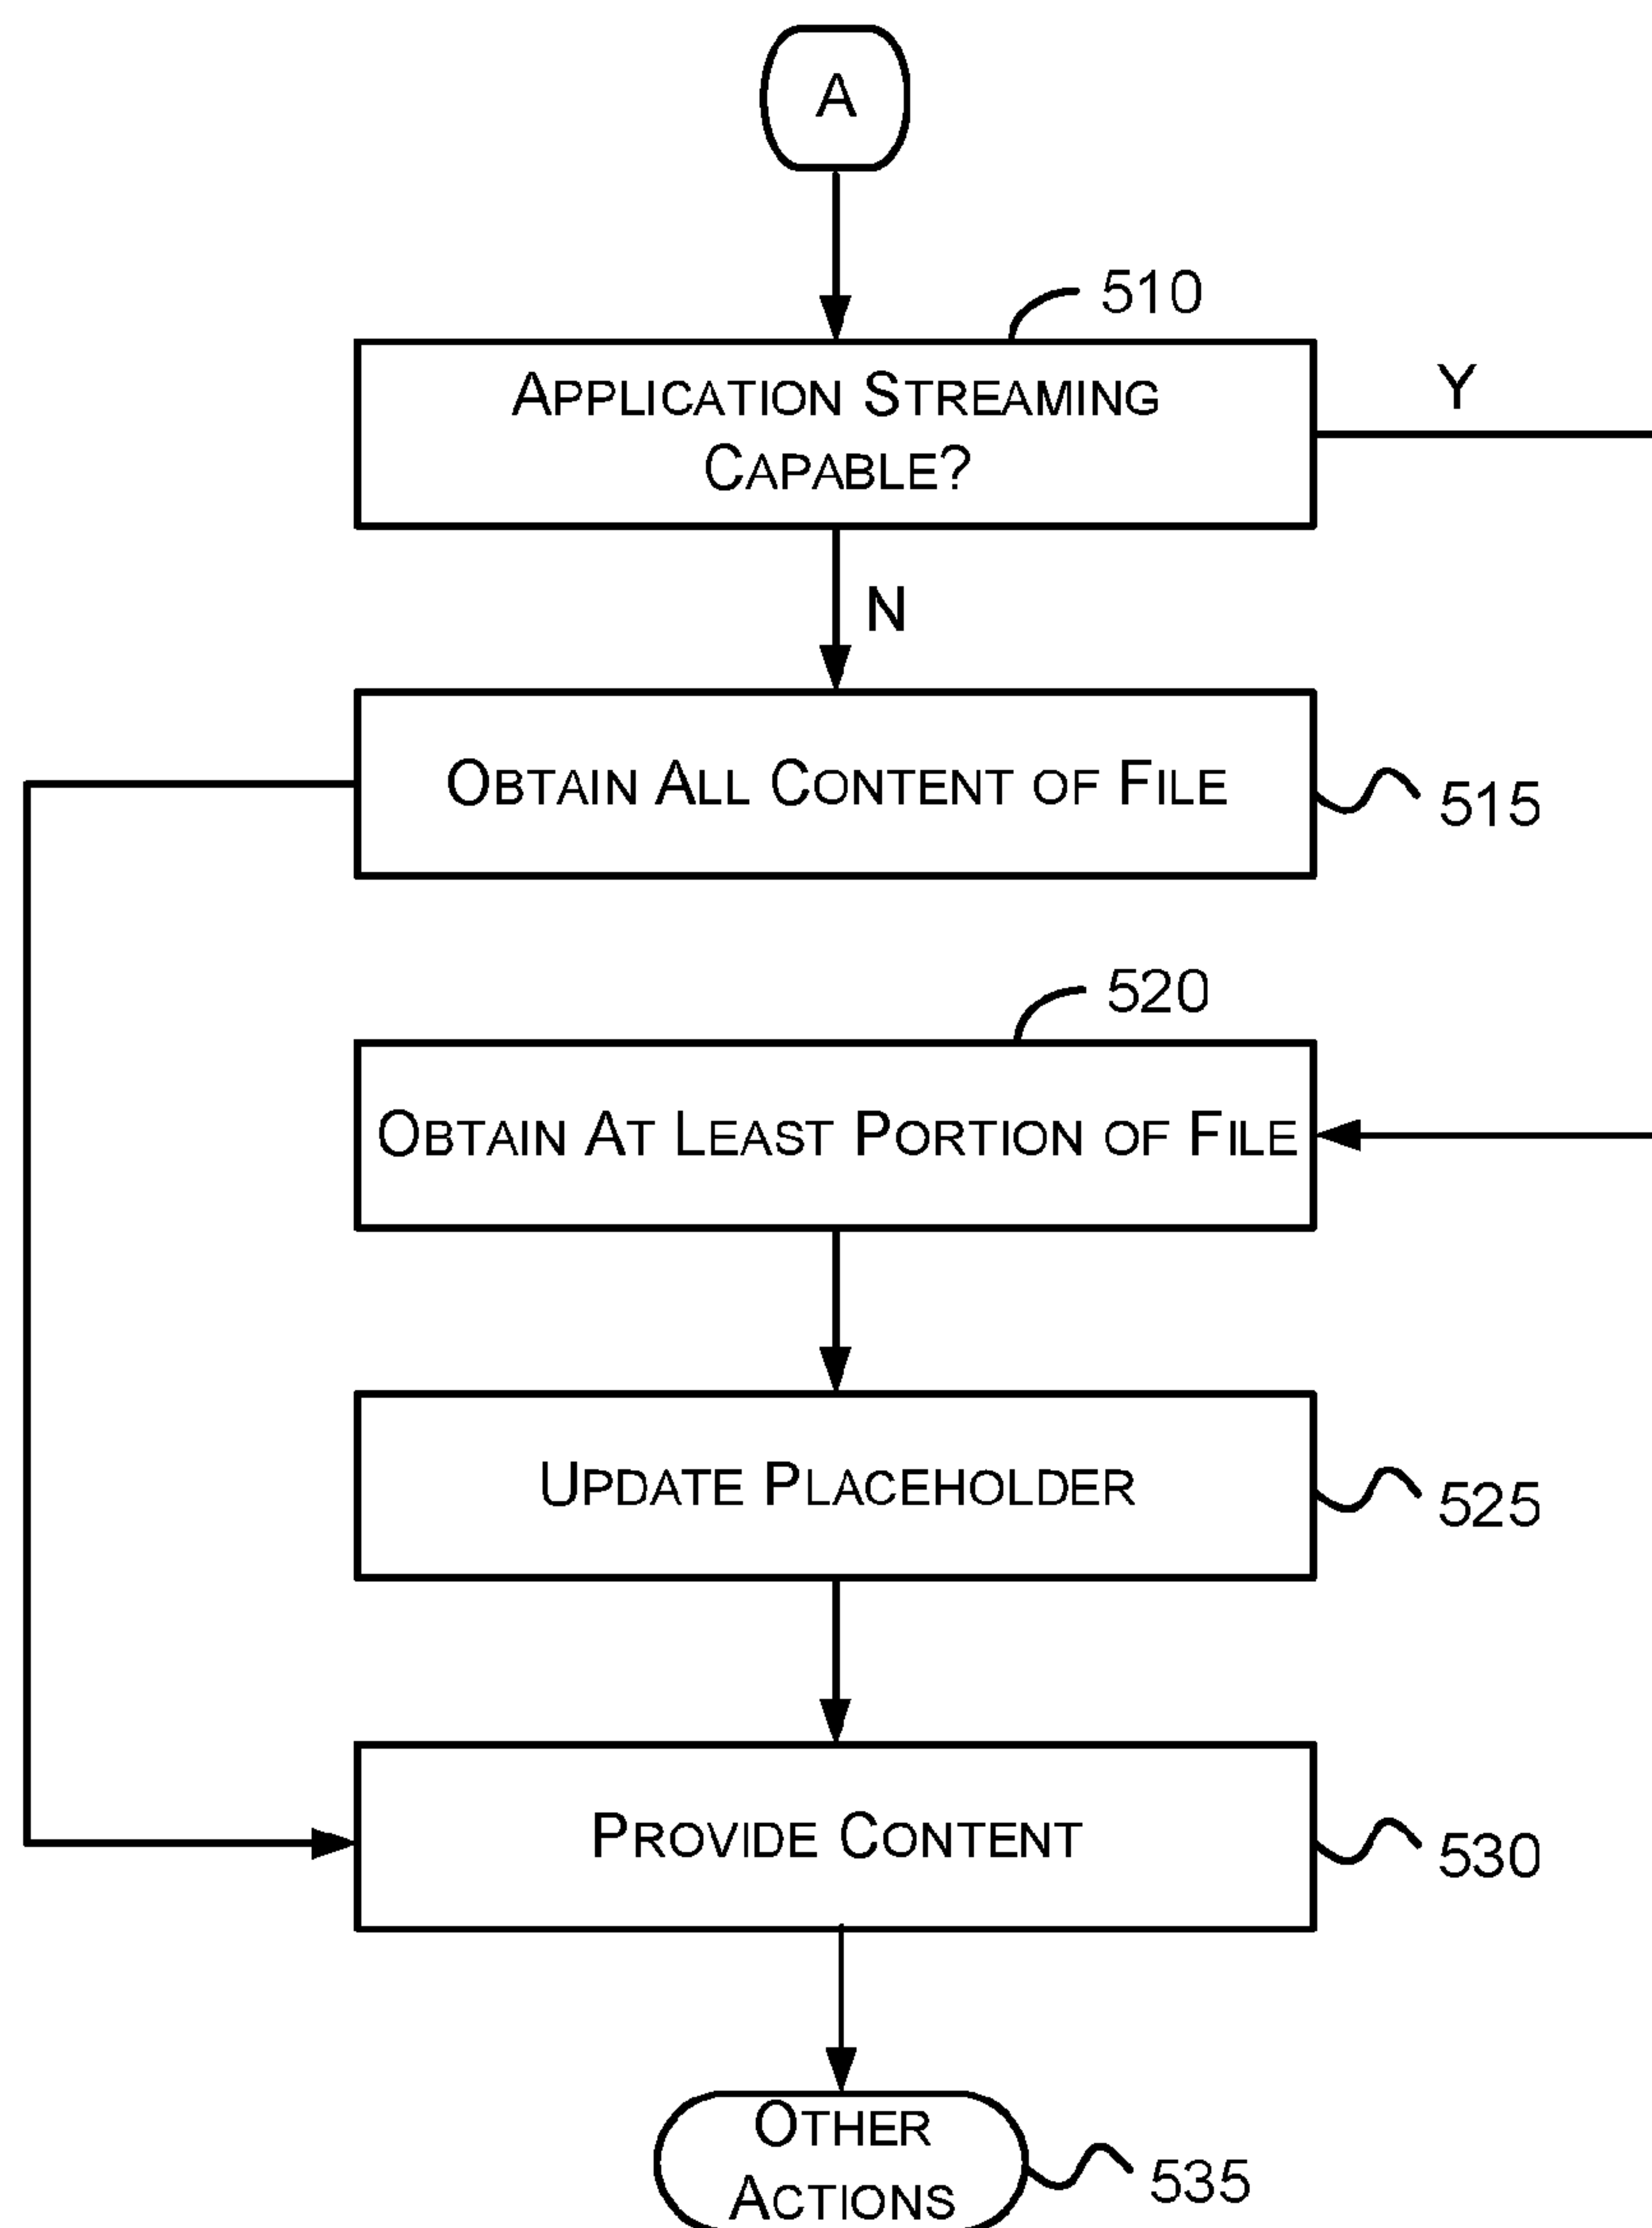 A
510
APPLICATION STREAMING
CAPABLE?
Y
N
OBTAIN ALL CONTENT OF FILE
515
520
OBTAIN AT LEAST PORTION OF FILE
UPDATE PLACEHOLDER
525
PROVIDE CONTENT
530
OTHER
ACTIONS
535